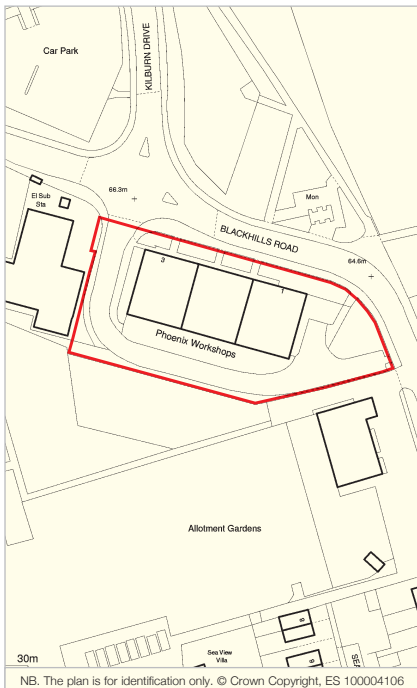 Car Park
KILBURN DRIVE
66.3m
El Sub
Sta
Mon
BLACKHILLS ROAD
64.6m
3
1
Phoenix Workshops
Allotment Gardens
8
Sea View
Villa
9
SEA
30m
NB. The plan is for identification only. © Crown Copyright, ES 100004106